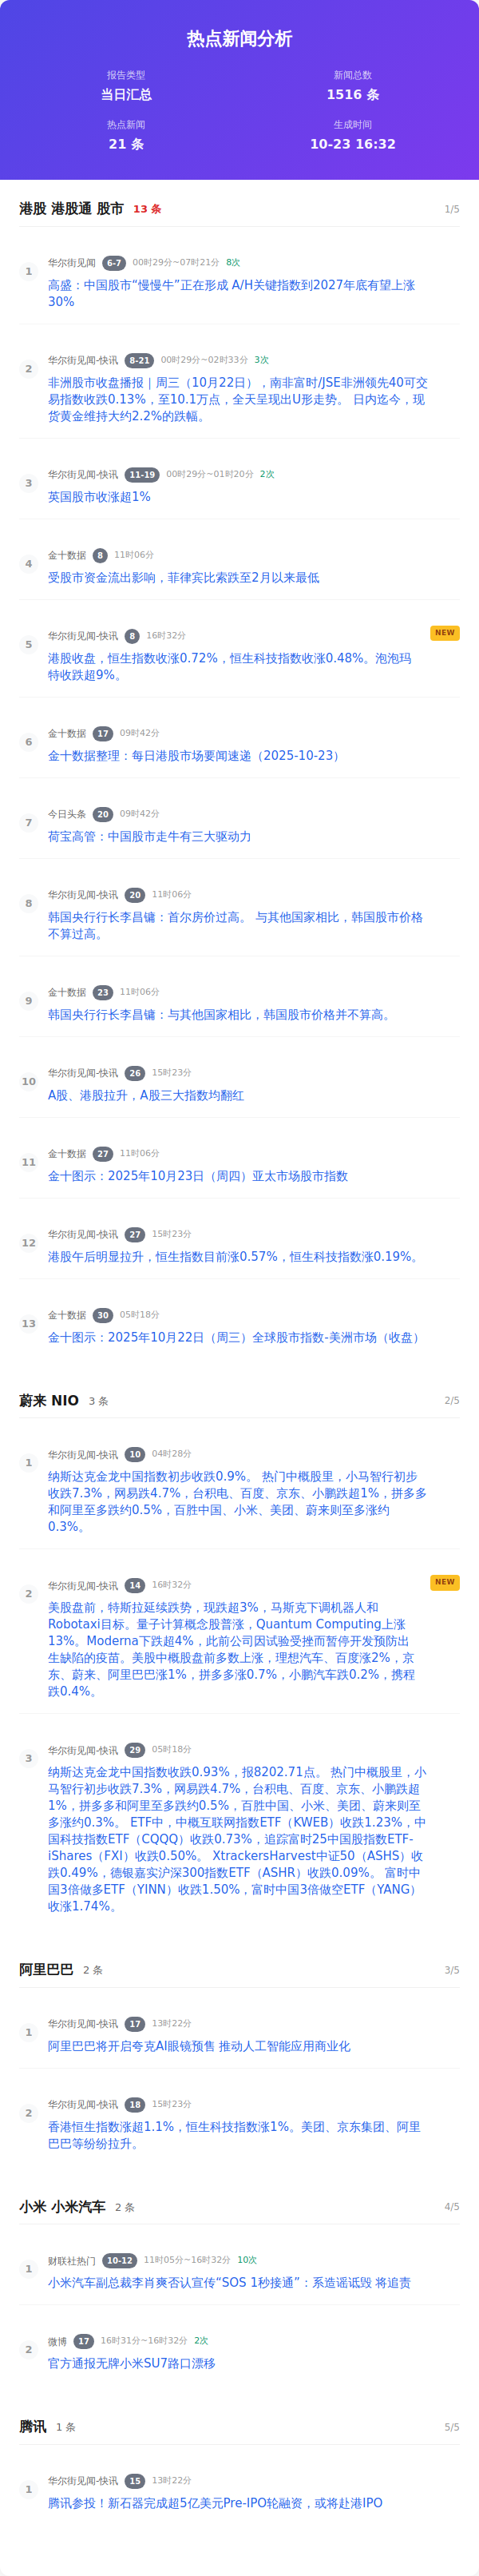 热点新闻分析
报告类型
当日汇总
新闻总数
1516 条
热点新闻
21 条
生成时间
10-23 16:32
港股 港股通 股市 13 条 1/5
1
华尔街见闻 6-7 00时29分~07时21分 8次
高盛：中国股市“慢慢牛”正在形成 A/H关键指数到2027年底有望上涨
30%
2
华尔街见闻-快讯 8-21 00时29分~02时33分 3次
非洲股市收盘播报｜周三（10月22日），南非富时/JSE非洲领先40可交
易指数收跌0.13%，至10.1万点，全天呈现出U形走势。 日内迄今，现
货黄金维持大约2.2%的跌幅。
3
华尔街见闻-快讯 11-19 00时29分~01时20分 2次
英国股市收涨超1%
4
金十数据 8 11时06分
受股市资金流出影响，菲律宾比索跌至2月以来最低
5
华尔街见闻-快讯 8 16时32分 NEW
港股收盘，恒生指数收涨0.72%，恒生科技指数收涨0.48%。泡泡玛
特收跌超9%。
6
金十数据 17 09时42分
金十数据整理：每日港股市场要闻速递（2025-10-23）
7
今日头条 20 09时42分
荷宝高管：中国股市走牛有三大驱动力
8
华尔街见闻-快讯 20 11时06分
韩国央行行长李昌镛：首尔房价过高。 与其他国家相比，韩国股市价格
不算过高。
9
金十数据 23 11时06分
韩国央行行长李昌镛：与其他国家相比，韩国股市价格并不算高。
10
华尔街见闻-快讯 26 15时23分
A股、港股拉升，A股三大指数均翻红
11
金十数据 27 11时06分
金十图示：2025年10月23日（周四）亚太市场股市指数
12
华尔街见闻-快讯 27 15时23分
港股午后明显拉升，恒生指数目前涨0.57%，恒生科技指数涨0.19%。
13
金十数据 30 05时18分
金十图示：2025年10月22日（周三）全球股市指数-美洲市场（收盘）
蔚来 NIO 3 条 2/5
1
华尔街见闻-快讯 10 04时28分
纳斯达克金龙中国指数初步收跌0.9%。 热门中概股里，小马智行初步
收跌7.3%，网易跌4.7%，台积电、百度、京东、小鹏跌超1%，拼多多
和阿里至多跌约0.5%，百胜中国、小米、美团、蔚来则至多涨约
0.3%。
2
华尔街见闻-快讯 14 16时32分 NEW
美股盘前，特斯拉延续跌势，现跌超3%，马斯克下调机器人和
Robotaxi目标。量子计算概念股普涨，Quantum Computing上涨
13%。Moderna下跌超4%，此前公司因试验受挫而暂停开发预防出
生缺陷的疫苗。美股中概股盘前多数上涨，理想汽车、百度涨2%，京
东、蔚来、阿里巴巴涨1%，拼多多涨0.7%，小鹏汽车跌0.2%，携程
跌0.4%。
3
华尔街见闻-快讯 29 05时18分
纳斯达克金龙中国指数收跌0.93%，报8202.71点。 热门中概股里，小
马智行初步收跌7.3%，网易跌4.7%，台积电、百度、京东、小鹏跌超
1%，拼多多和阿里至多跌约0.5%，百胜中国、小米、美团、蔚来则至
多涨约0.3%。 ETF中，中概互联网指数ETF（KWEB）收跌1.23%，中
国科技指数ETF（CQQQ）收跌0.73%，追踪富时25中国股指数ETF-
iShares（FXI）收跌0.50%。 XtrackersHarvest中证50（ASHS）收
跌0.49%，德银嘉实沪深300指数ETF（ASHR）收跌0.09%。 富时中
国3倍做多ETF（YINN）收跌1.50%，富时中国3倍做空ETF（YANG）
收涨1.74%。
阿里巴巴 2 条 3/5
1
华尔街见闻-快讯 17 13时22分
阿里巴巴将开启夸克AI眼镜预售 推动人工智能应用商业化
2
华尔街见闻-快讯 18 15时23分
香港恒生指数涨超1.1%，恒生科技指数涨1%。美团、京东集团、阿里
巴巴等纷纷拉升。
小米 小米汽车 2 条 4/5
1
财联社热门 10-12 11时05分~16时32分 10次
小米汽车副总裁李肖爽否认宣传“SOS 1秒接通”：系造谣诋毁 将追责
2
微博 17 16时31分~16时32分 2次
官方通报无牌小米SU7路口漂移
腾讯 1 条 5/5
1
华尔街见闻-快讯 15 13时22分
腾讯参投！新石器完成超5亿美元Pre-IPO轮融资，或将赴港IPO